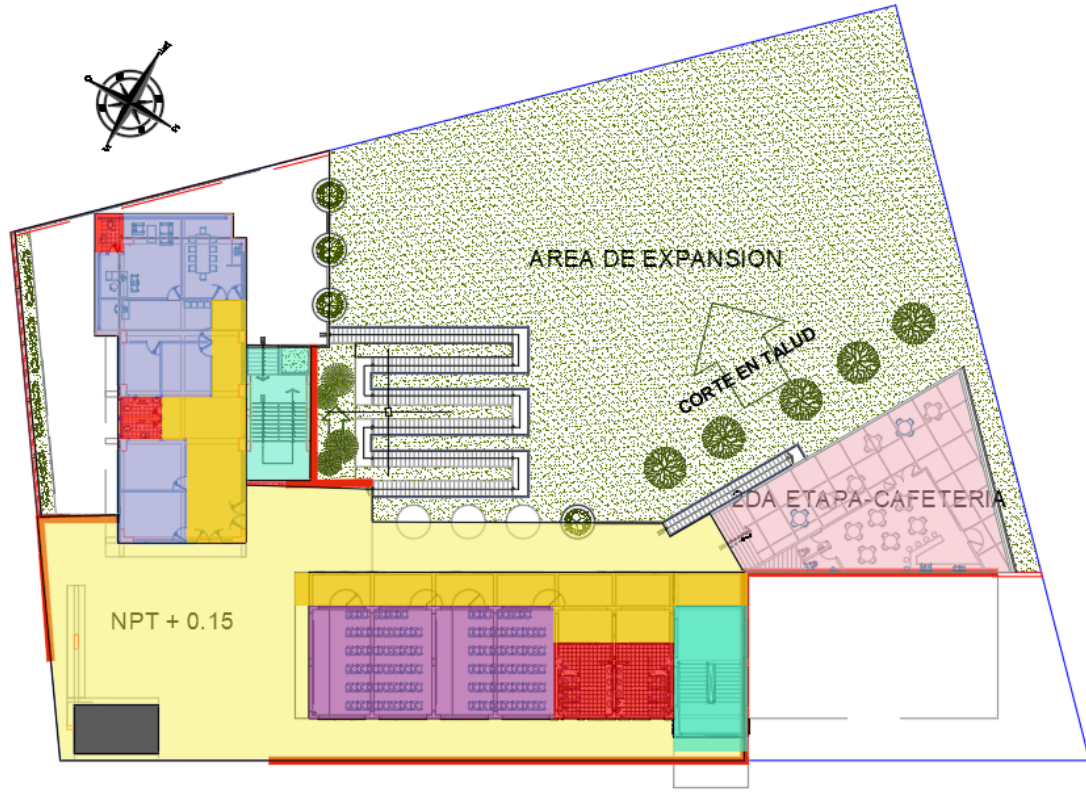 AREA DE EXPANSION
CORTE EN TALUD
2DA ETAPA-CAFETERIA
NPT + 0.15